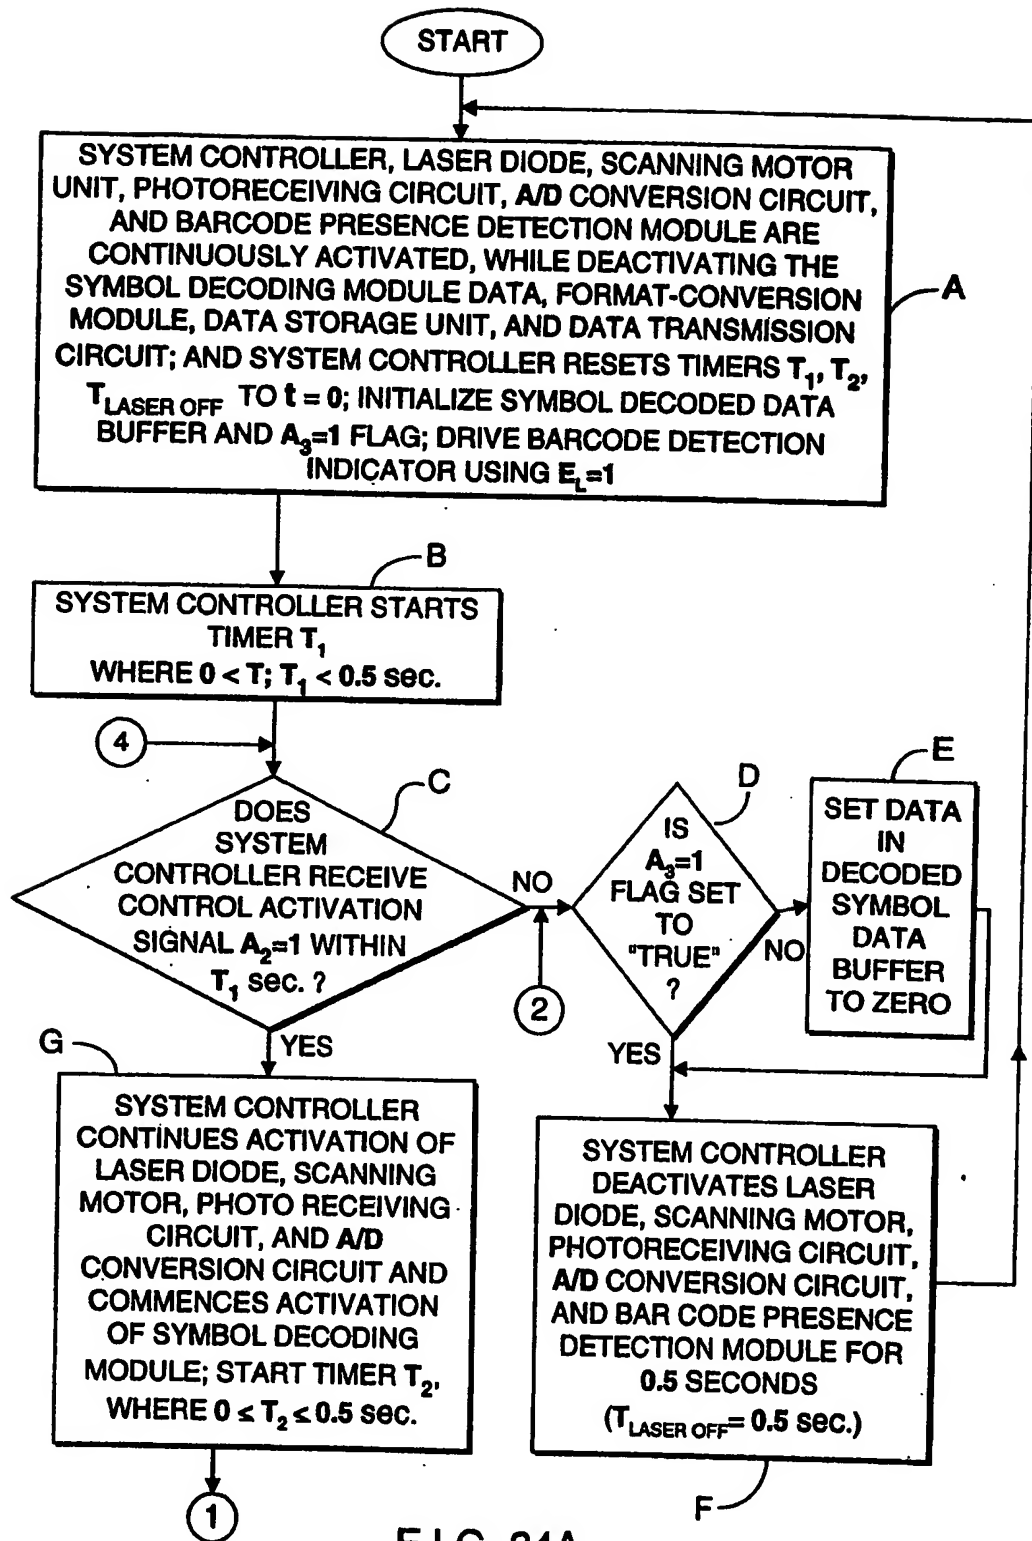 START
SYSTEM CONTROLLER, LASER DIODE, SCANNING MOTOR
UNIT, PHOTORECEIVING CIRCUIT, A/D CONVERSION CIRCUIT,
AND BARCODE PRESENCE DETECTION MODULE ARE
CONTINUOUSLY ACTIVATED, WHILE DEACTIVATING THE
SYMBOL DECODING MODULE DATA, FORMAT-CONVERSION
MODULE, DATA STORAGE UNIT, AND DATA TRANSMISSION
CIRCUIT; AND SYSTEM CONTROLLER RESETS TIMERS T1, T2,
TLASER OFF TO t = 0; INITIALIZE SYMBOL DECODED DATA
BUFFER AND A3=1 FLAG; DRIVE BARCODE DETECTION
INDICATOR USING EL=1
A
B
SYSTEM CONTROLLER STARTS
TIMER T1
WHERE 0 < T; T1 < 0.5 sec.
4
C
DOES
SYSTEM
CONTROLLER RECEIVE
CONTROL ACTIVATION
SIGNAL A2=1 WITHIN
T1 sec. ?
NO
2
YES
D
IS
A3=1
FLAG SET
TO
"TRUE"
?
NO
YES
E
SET DATA
IN
DECODED
SYMBOL
DATA
BUFFER
TO ZERO
G
SYSTEM CONTROLLER
CONTINUES ACTIVATION OF
LASER DIODE, SCANNING
MOTOR, PHOTO RECEIVING
CIRCUIT, AND A/D
CONVERSION CIRCUIT AND
COMMENCES ACTIVATION
OF SYMBOL DECODING
MODULE; START TIMER T2,
WHERE 0 ≤ T2 ≤ 0.5 sec.
1
SYSTEM CONTROLLER
DEACTIVATES LASER
DIODE, SCANNING MOTOR,
PHOTORECEIVING CIRCUIT,
A/D CONVERSION CIRCUIT,
AND BAR CODE PRESENCE
DETECTION MODULE FOR
0.5 SECONDS
(TLASER OFF= 0.5 sec.)
F
FIG. 24A